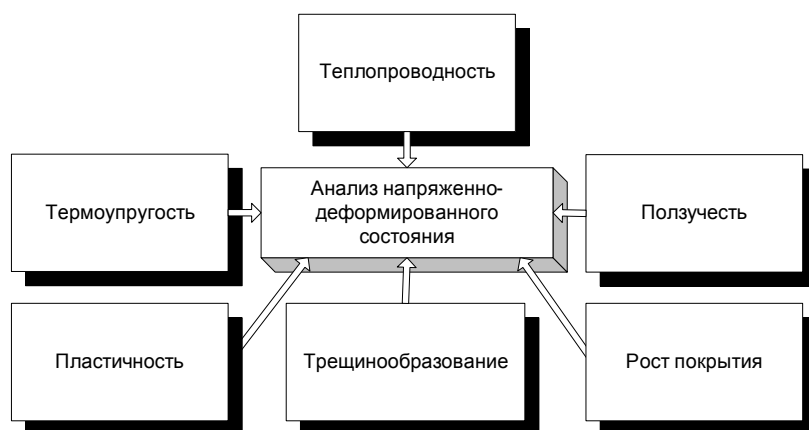 Теплопроводность
Термоупругость
Анализ напряженно-
деформированного
состояния
Ползучесть
Пластичность
Трещинообразование
Рост покрытия